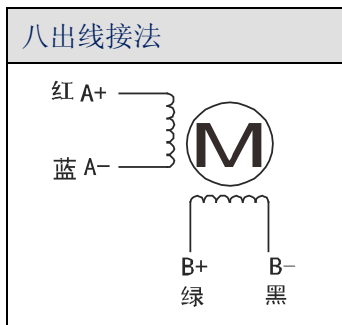 八出线接法
红 A+
M
蓝 A-
B+ B-
绿 黑